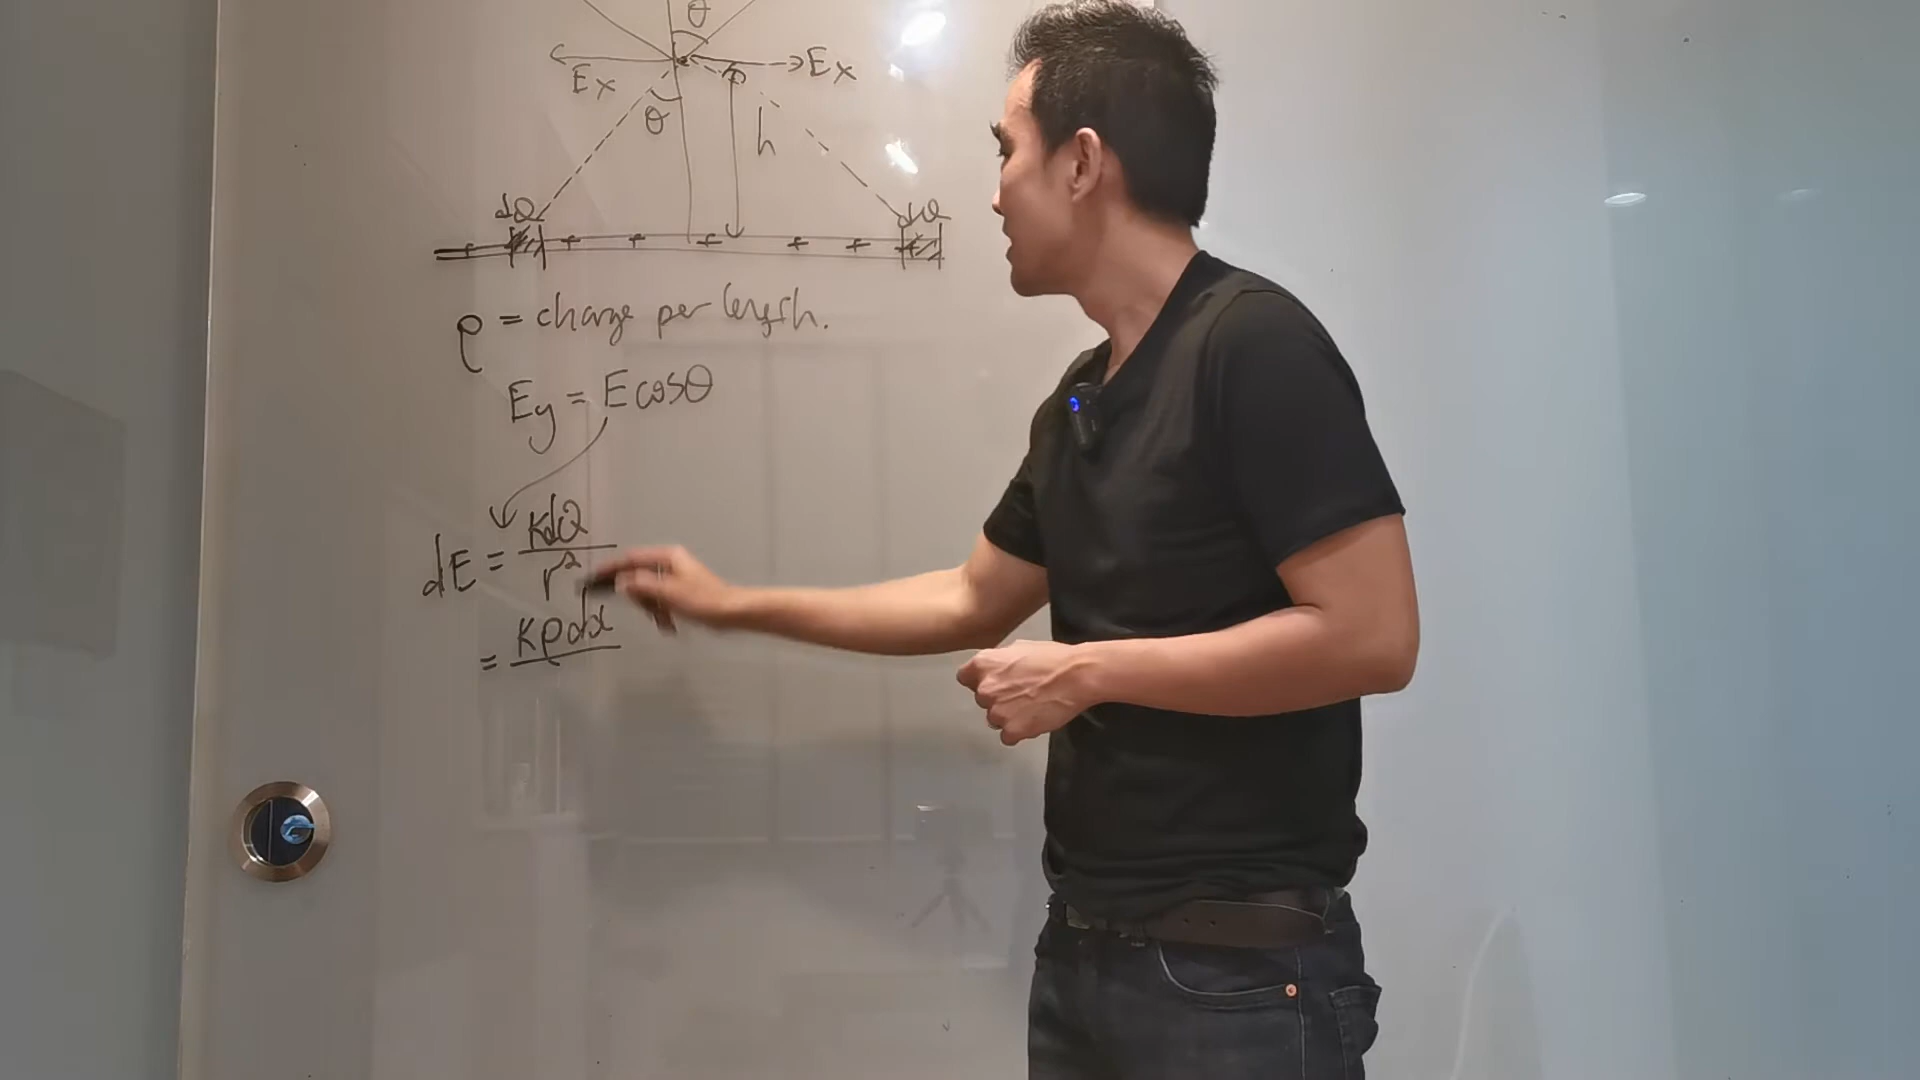 θ
Ex
Ex
θ
h
dQ
dQ
+ + + + + + +
ρ = charge per length.
Ey = E cosθ
dE = KdQ / r²
= Kρdx